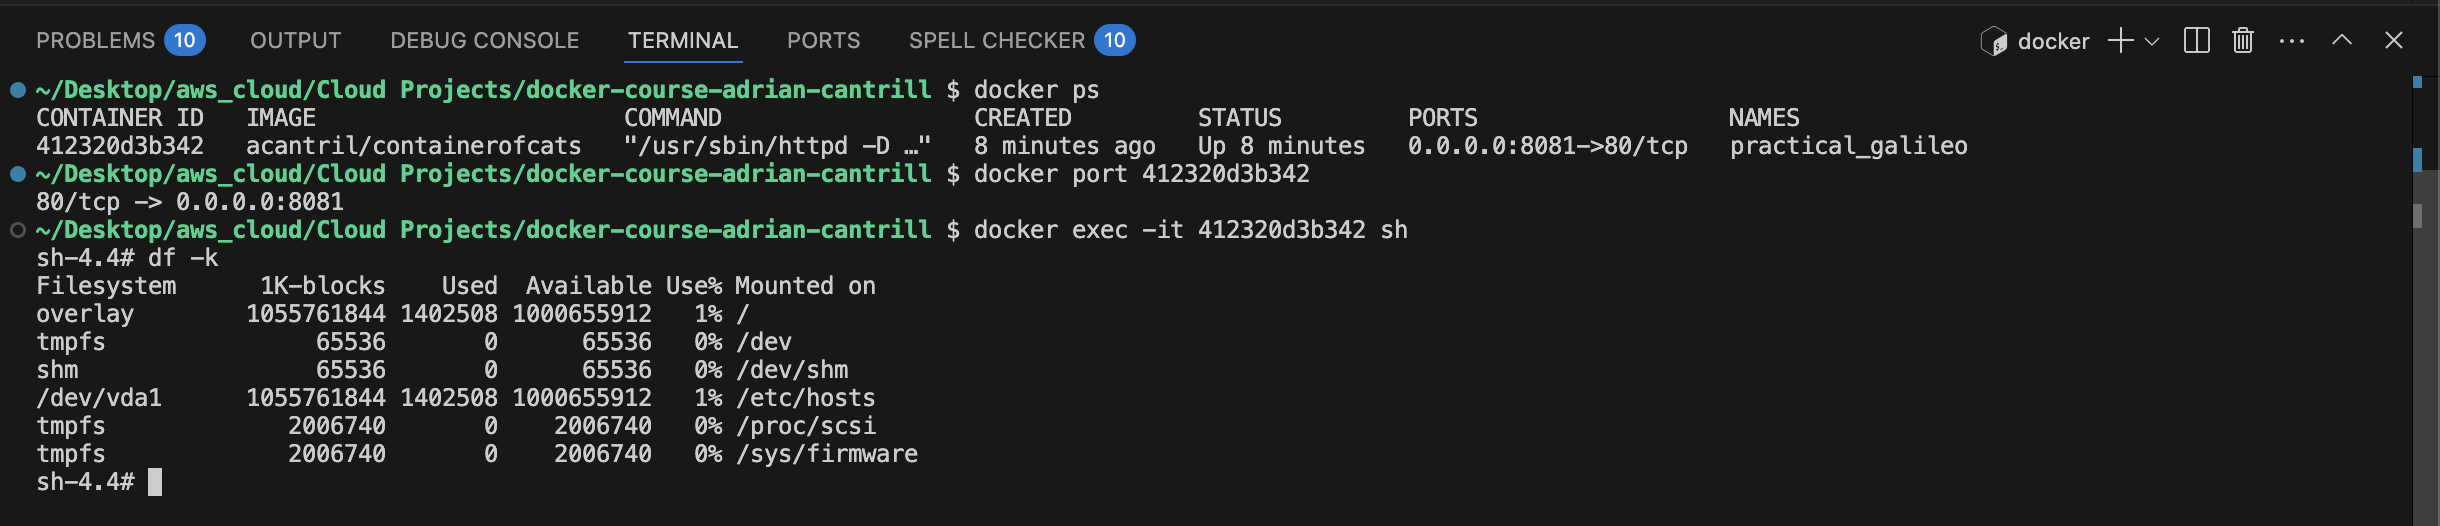 PROBLEMS 10 OUTPUT DEBUG CONSOLE TERMINAL PORTS SPELL CHECKER 10 docker
~/Desktop/aws_cloud/Cloud Projects/docker-course-adrian-cantrill $ docker ps
CONTAINER ID   IMAGE                      COMMAND                  CREATED         STATUS         PORTS                  NAMES
412320d3b342   acantril/containerofcats   "/usr/sbin/httpd -D …"   8 minutes ago   Up 8 minutes   0.0.0.0:8081->80/tcp   practical_galileo
~/Desktop/aws_cloud/Cloud Projects/docker-course-adrian-cantrill $ docker port 412320d3b342
80/tcp -> 0.0.0.0:8081
~/Desktop/aws_cloud/Cloud Projects/docker-course-adrian-cantrill $ docker exec -it 412320d3b342 sh
sh-4.4# df -k
Filesystem      1K-blocks    Used  Available Use% Mounted on
overlay        1055761844 1402508 1000655912   1% /
tmpfs               65536       0      65536   0% /dev
shm                 65536       0      65536   0% /dev/shm
/dev/vda1      1055761844 1402508 1000655912   1% /etc/hosts
tmpfs             2006740       0    2006740   0% /proc/scsi
tmpfs             2006740       0    2006740   0% /sys/firmware
sh-4.4#